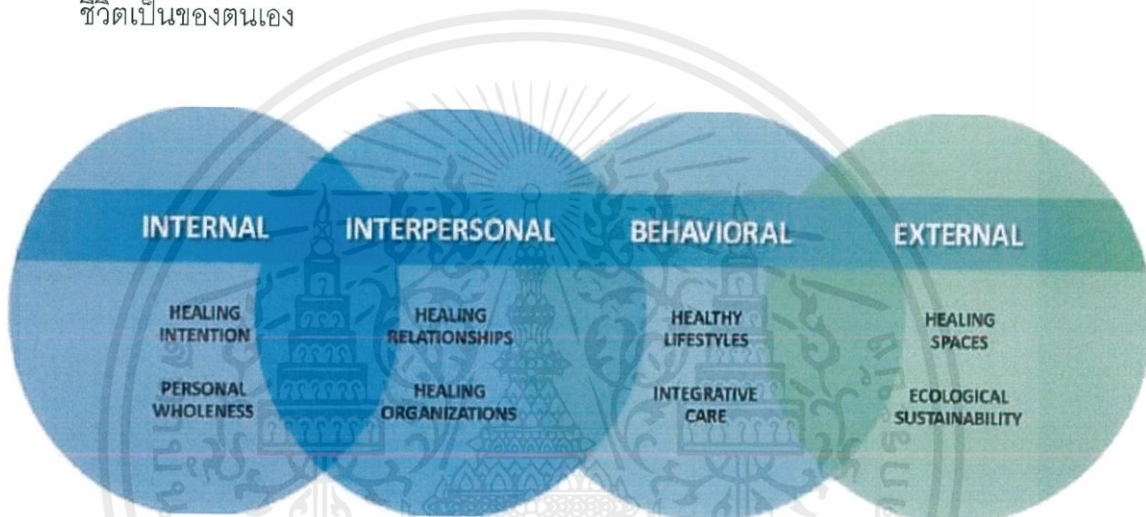 ชีวิตเป็นของตนเอง
INTERNAL
HEALING
INTENTION
PERSONAL
WHOLENESS
INTERPERSONAL
HEALING
RELATIONSHIPS
HEALING
ORGANIZATIONS
BEHAVIORAL
HEALTHY
LIFESTYLES
INTEGRATIVE
CARE
EXTERNAL
HEALING
SPACES
ECOLOGICAL
SUSTAINABILITY